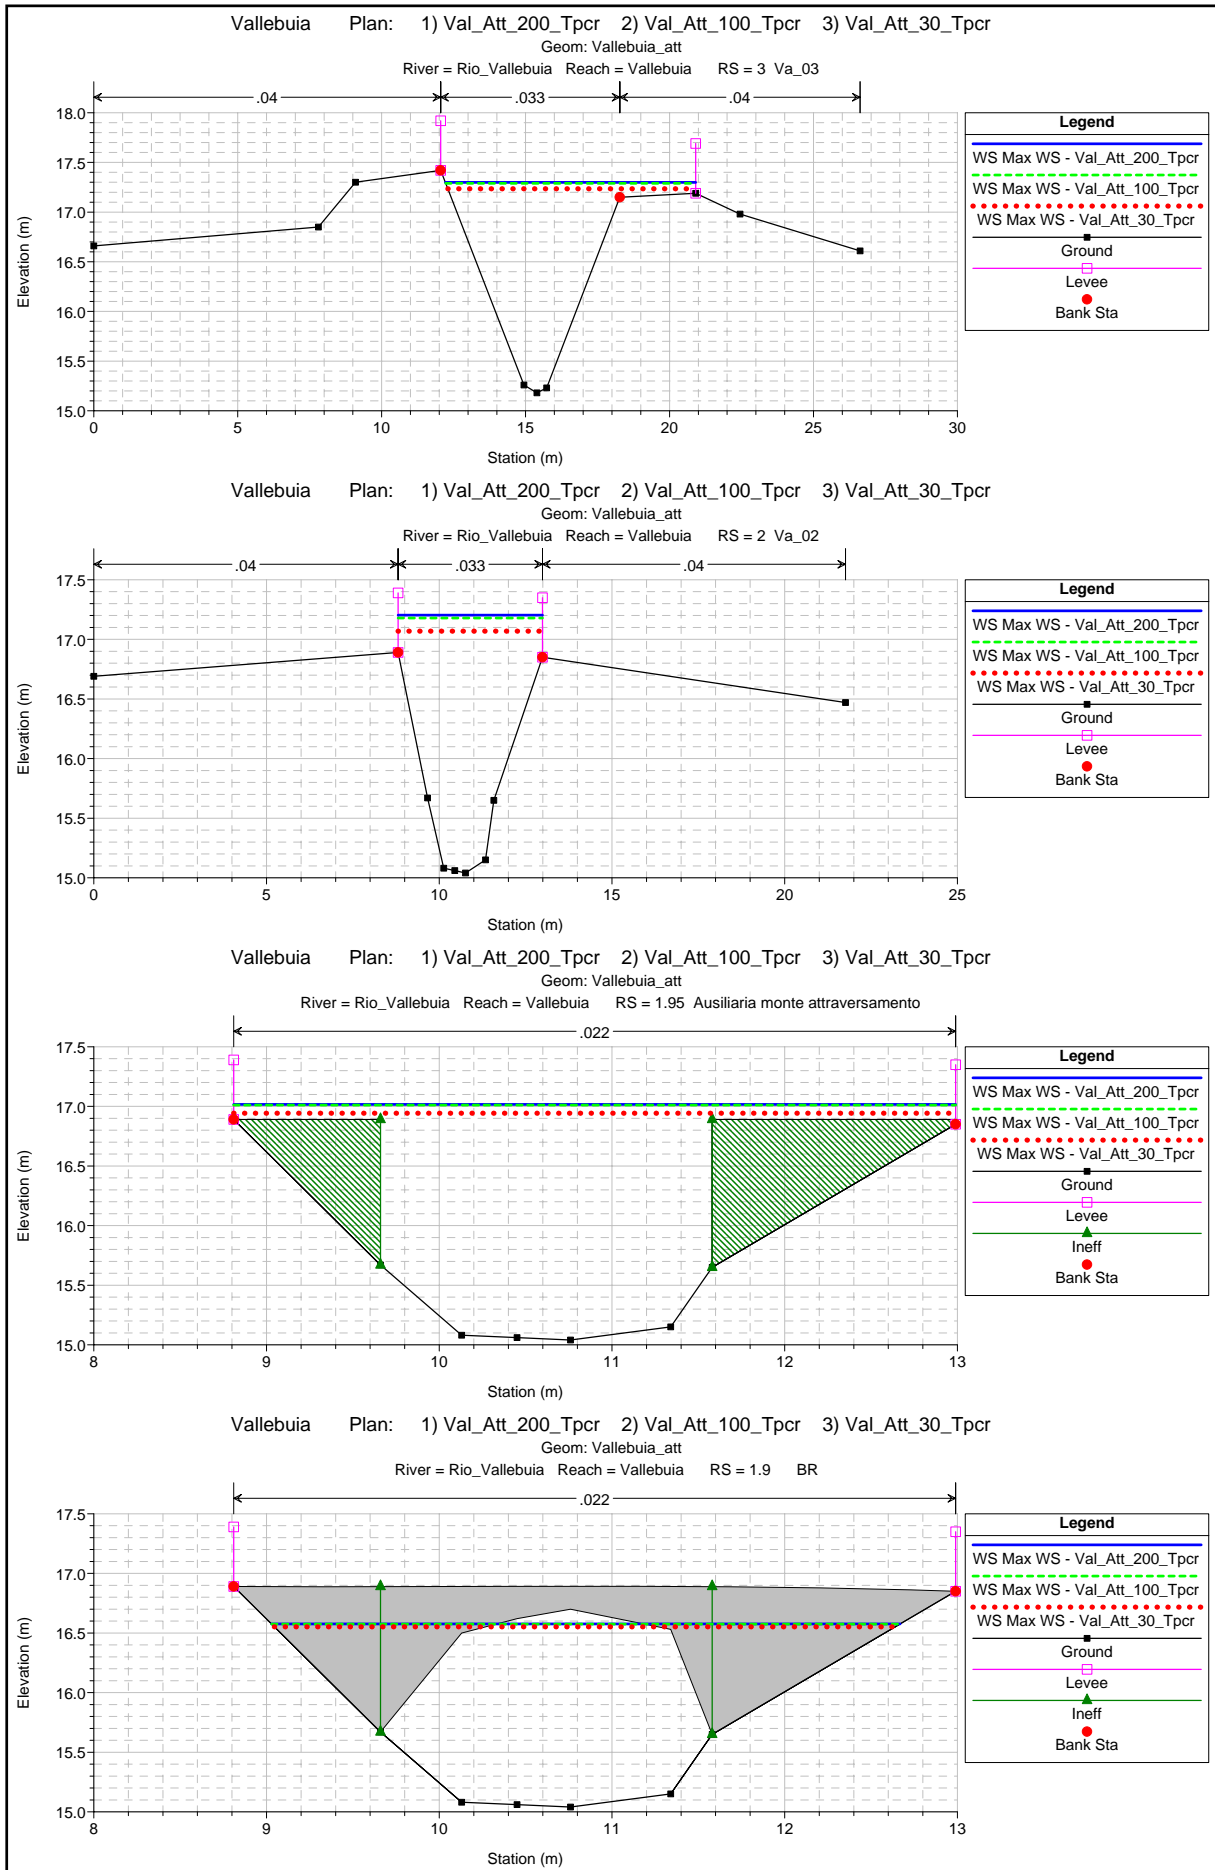 Vallebuia Plan: 1) Val_Att_200_Tpcr 2) Val_Att_100_Tpcr 3) Val_Att_30_Tpcr
Geom: Vallebuia_att
River = Rio_Vallebuia Reach = Vallebuia RS = 3 Va_03
.04 .033 .04
18.0
17.5
17.0
16.5
16.0
15.5
15.0
Elevation (m)
0 5 10 15 20 25 30
Station (m)
Legend
WS Max WS - Val_Att_200_Tpcr
WS Max WS - Val_Att_100_Tpcr
WS Max WS - Val_Att_30_Tpcr
Ground
Levee
Bank Sta
Vallebuia Plan: 1) Val_Att_200_Tpcr 2) Val_Att_100_Tpcr 3) Val_Att_30_Tpcr
Geom: Vallebuia_att
River = Rio_Vallebuia Reach = Vallebuia RS = 2 Va_02
.04 .033 .04
17.5
17.0
16.5
16.0
15.5
15.0
Elevation (m)
0 5 10 15 20 25
Station (m)
Legend
WS Max WS - Val_Att_200_Tpcr
WS Max WS - Val_Att_100_Tpcr
WS Max WS - Val_Att_30_Tpcr
Ground
Levee
Bank Sta
Vallebuia Plan: 1) Val_Att_200_Tpcr 2) Val_Att_100_Tpcr 3) Val_Att_30_Tpcr
Geom: Vallebuia_att
River = Rio_Vallebuia Reach = Vallebuia RS = 1.95 Ausiliaria monte attraversamento
.022
17.5
17.0
16.5
16.0
15.5
15.0
Elevation (m)
8 9 10 11 12 13
Station (m)
Legend
WS Max WS - Val_Att_200_Tpcr
WS Max WS - Val_Att_100_Tpcr
WS Max WS - Val_Att_30_Tpcr
Ground
Levee
Ineff
Bank Sta
Vallebuia Plan: 1) Val_Att_200_Tpcr 2) Val_Att_100_Tpcr 3) Val_Att_30_Tpcr
Geom: Vallebuia_att
River = Rio_Vallebuia Reach = Vallebuia RS = 1.9 BR
.022
17.5
17.0
16.5
16.0
15.5
15.0
Elevation (m)
8 9 10 11 12 13
Station (m)
Legend
WS Max WS - Val_Att_200_Tpcr
WS Max WS - Val_Att_100_Tpcr
WS Max WS - Val_Att_30_Tpcr
Ground
Levee
Ineff
Bank Sta